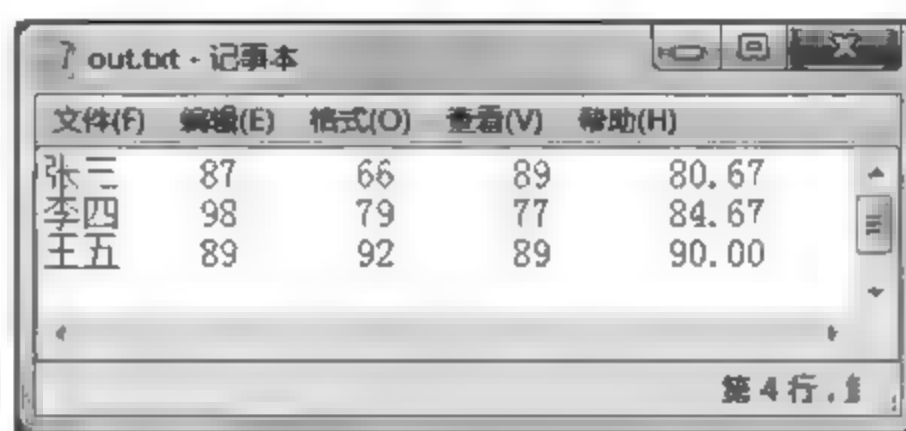 out.txt - 记事本
文件(F) 编辑(E) 格式(O) 查看(V) 帮助(H)
张三 87 66 89 80.67
李四 98 79 77 84.67
王五 89 92 89 90.00
第 4 行,